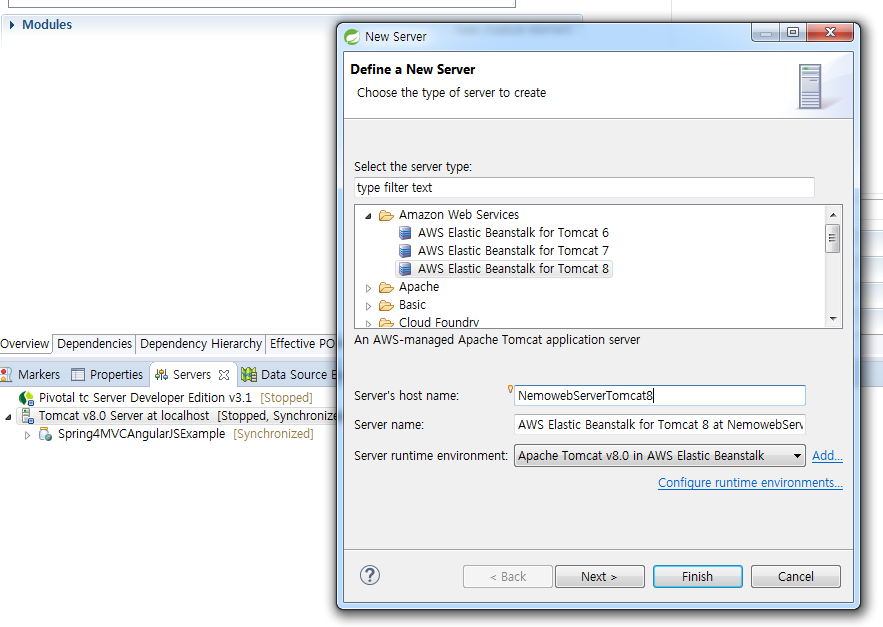 Modules
New Server
Define a New Server
Choose the type of server to create
Select the server type:
type filter text
Amazon Web Services
AWS Elastic Beanstalk for Tomcat 6
AWS Elastic Beanstalk for Tomcat 7
AWS Elastic Beanstalk for Tomcat 8
Apache
Basic
Cloud Foundry
An AWS-managed Apache Tomcat application server
Server's host name:
NemowebServerTomcat8
Server name:
AWS Elastic Beanstalk for Tomcat 8 at NemowebServ
Server runtime environment:
Apache Tomcat v8.0 in AWS Elastic Beanstalk
Add...
Configure runtime environments...
< Back
Next >
Finish
Cancel
Overview
Dependencies
Dependency Hierarchy
Effective PO
Markers
Properties
Servers
Data Source E
Pivotal tc Server Developer Edition v3.1 [Stopped]
Tomcat v8.0 Server at localhost [Stopped, Synchronize
Spring4MVCAngularJSExample [Synchronized]